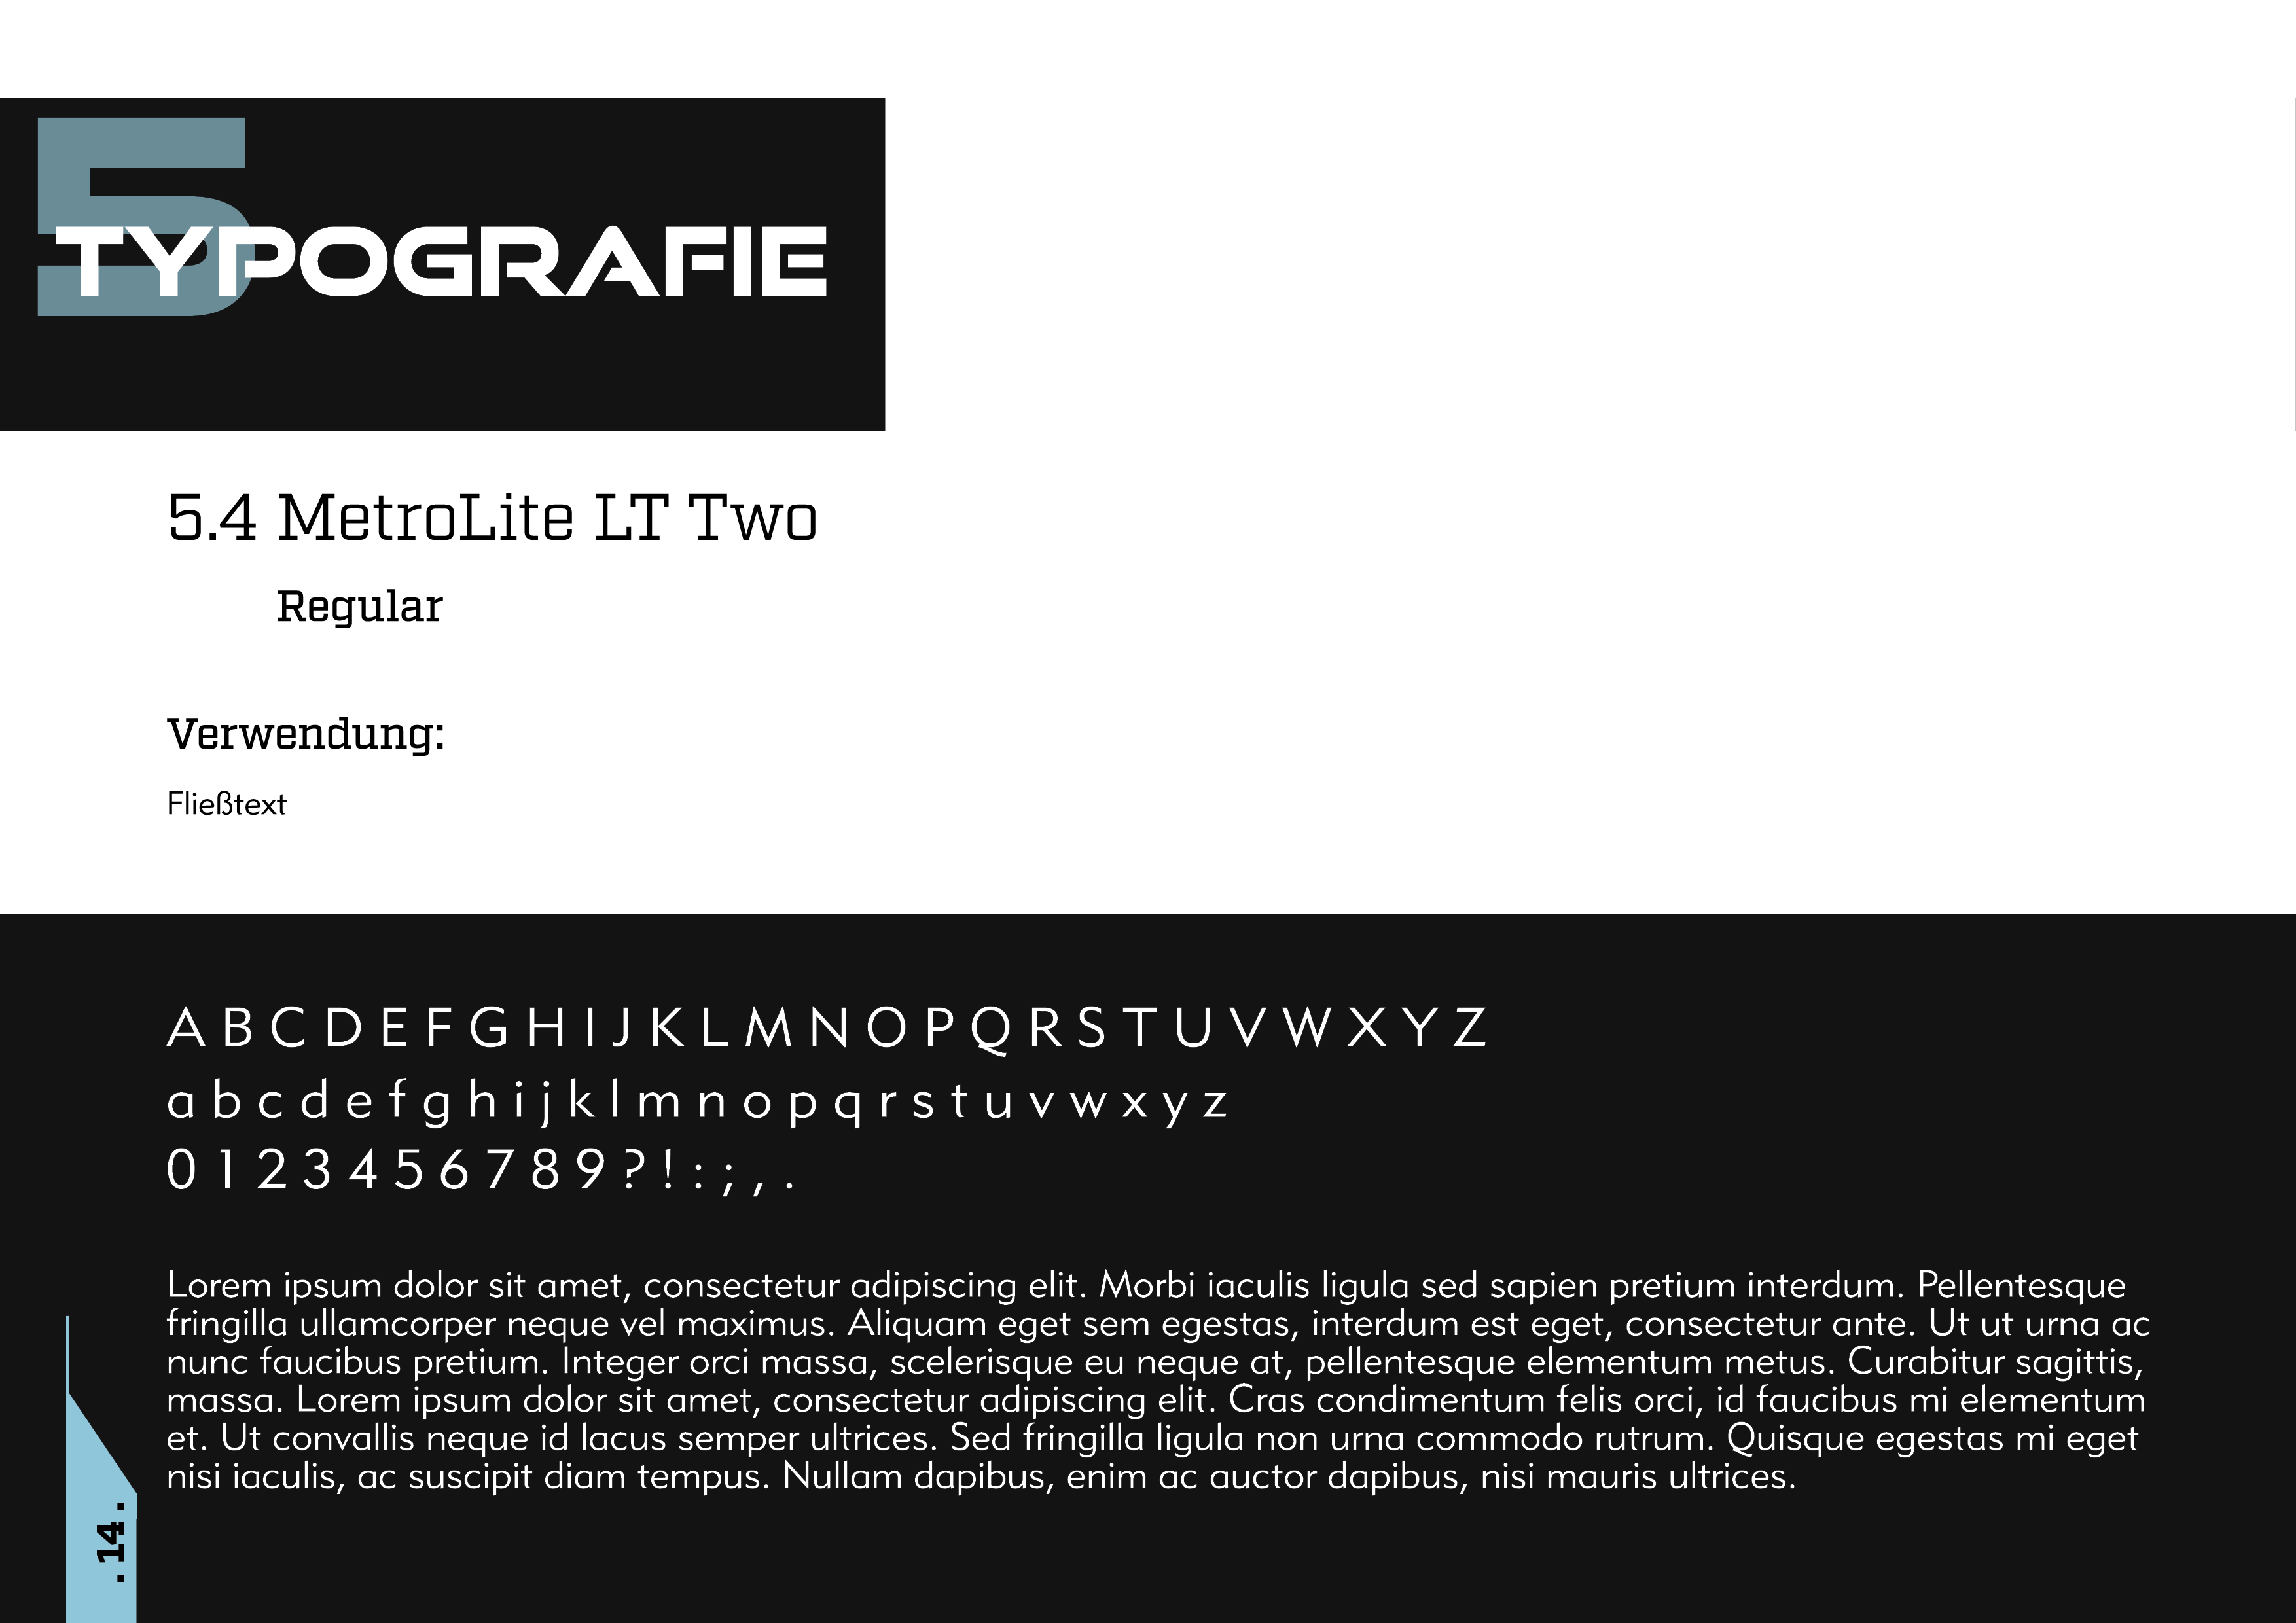 5
TYPOGRAFIE
5.4 MetroLite LT Two
Regular
Verwendung:
Fließtext
A B C D E F G H I J K L M N O P Q R S T U V W X Y Z
a b c d e f g h i j k l m n o p q r s t u v w x y z
0 1 2 3 4 5 6 7 8 9 ? ! : ; , .
Lorem ipsum dolor sit amet, consectetur adipiscing elit. Morbi iaculis ligula sed sapien pretium interdum. Pellentesque
fringilla ullamcorper neque vel maximus. Aliquam eget sem egestas, interdum est eget, consectetur ante. Ut ut urna ac
nunc faucibus pretium. Integer orci massa, scelerisque eu neque at, pellentesque elementum metus. Curabitur sagittis,
massa. Lorem ipsum dolor sit amet, consectetur adipiscing elit. Cras condimentum felis orci, id faucibus mi elementum
et. Ut convallis neque id lacus semper ultrices. Sed fringilla ligula non urna commodo rutrum. Quisque egestas mi eget
nisi iaculis, ac suscipit diam tempus. Nullam dapibus, enim ac auctor dapibus, nisi mauris ultrices.
. 14 .